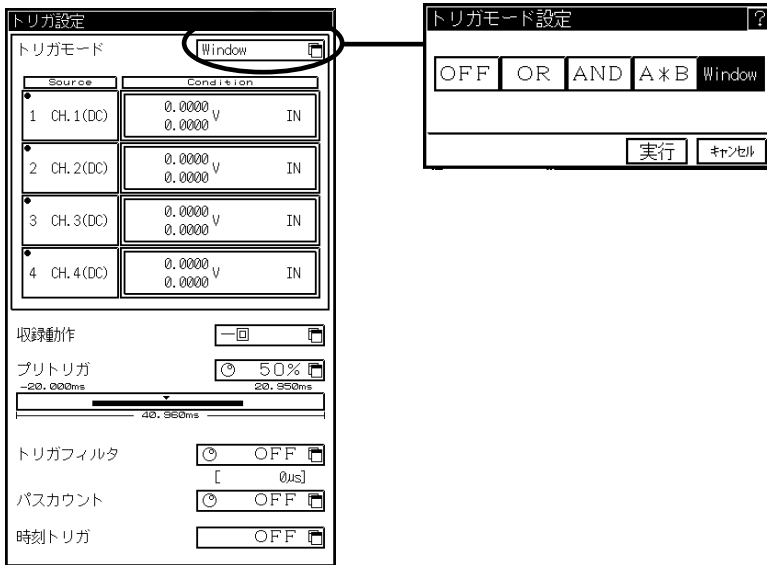 トリガ設定
トリガモード Window
Source Condition
1 CH.1(DC) 0.0000 V IN
0.0000
2 CH.2(DC) 0.0000 V IN
0.0000
3 CH.3(DC) 0.0000 V IN
0.0000
4 CH.4(DC) 0.0000 V IN
0.0000
収録動作 一回
プリトリガ 50%
-20.000ms 20.950ms
40.960ms
トリガフィルタ OFF
[ 0µs]
パスカウント OFF
時刻トリガ OFF
トリガモード設定 ?
OFF OR AND A*B Window
実行 キャンセル